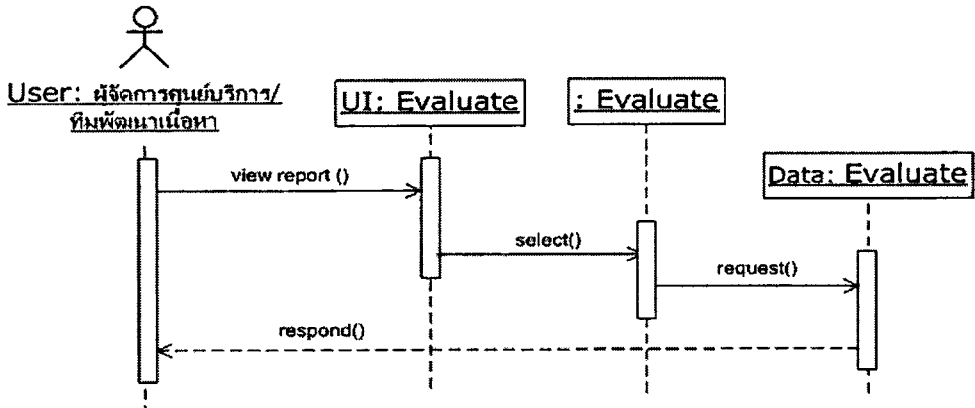 User: ผู้จัดการศูนย์บริการ/
ทีมพัฒนาเนื้อหา
UI: Evaluate
: Evaluate
Data: Evaluate
view report ()
select()
request()
respond()